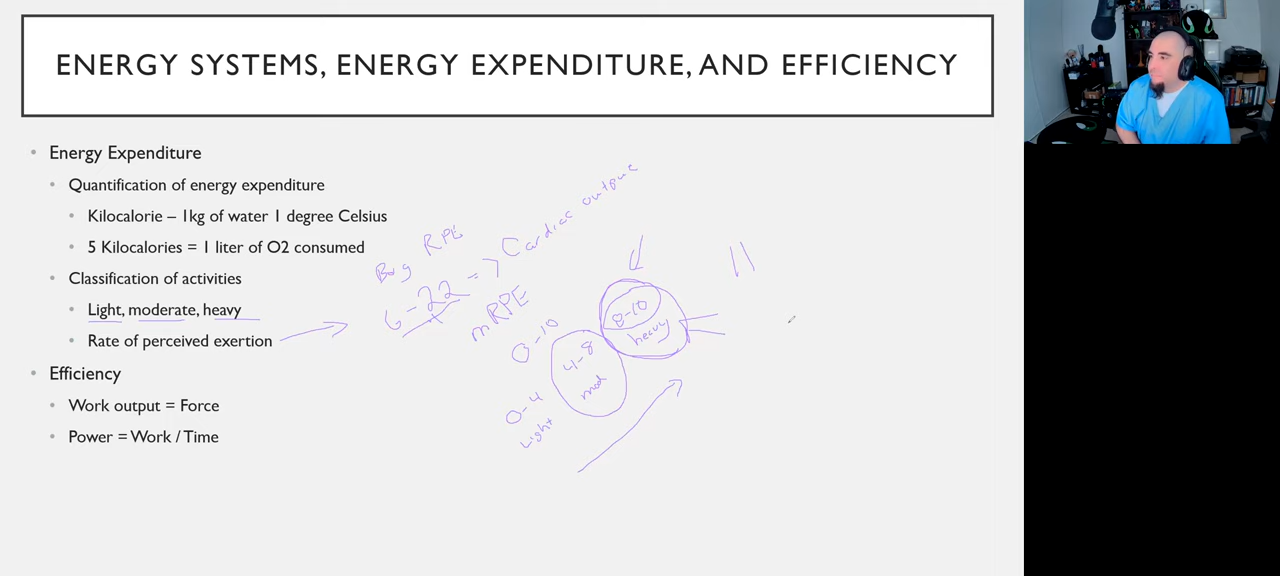 ENERGY SYSTEMS, ENERGY EXPENDITURE, AND EFFICIENCY
• Energy Expenditure
• Quantification of energy expenditure
• Kilocalorie – 1kg of water 1 degree Celsius
• 5 Kilocalories = 1 liter of O2 consumed
• Classification of activities
• Light, moderate, heavy
• Rate of perceived exertion
• Efficiency
• Work output = Force
• Power = Work / Time
Borg RPE
6-22 => Cardiac output
mRPE
0-10
8-10
heavy
4-8
mod
0-4
Light